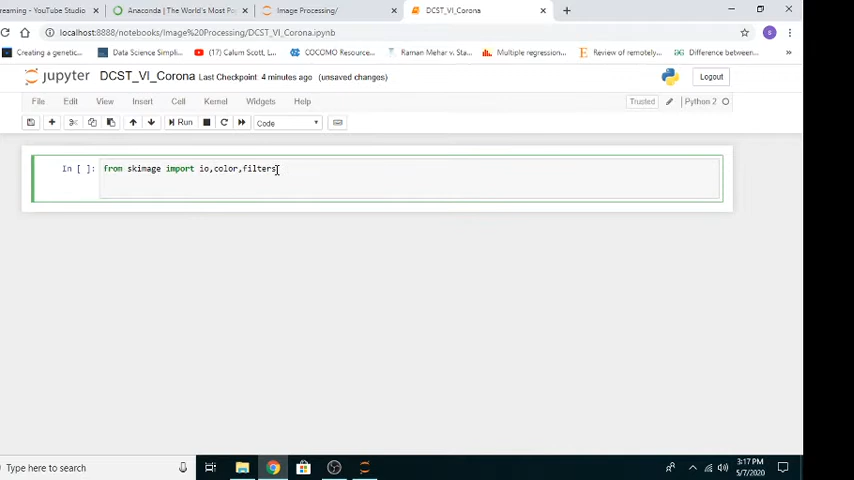 reaming - YouTube Studio
Anaconda | The World's Most Po
Image Processing/
DCST_VI_Corona
localhost:8888/notebooks/Image%20Processing/DCST_VI_Corona.ipynb
Creating a genetic...
Data Science Simpli...
(17) Calum Scott, L...
COCOMO Resource...
Raman Mehar v. Sta...
Multiple regression...
Review of remotely...
Difference between...
jupyter DCST_VI_Corona Last Checkpoint: 4 minutes ago (unsaved changes)
Logout
File Edit View Insert Cell Kernel Widgets Help
Trusted
Python 2
Run
Code
In [ ]: from skimage import io,color,filters
Type here to search
3:17 PM
5/7/2020